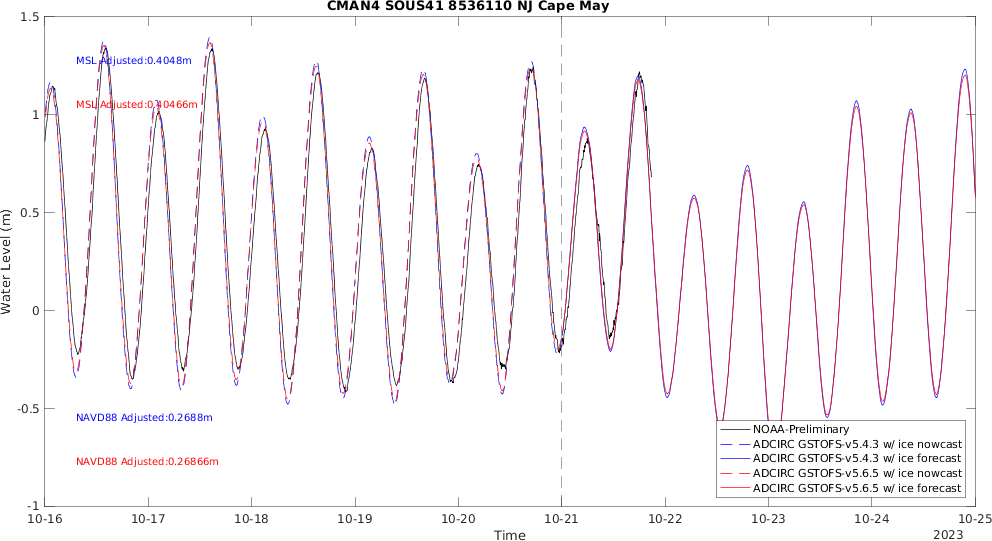 CMAN4 SOUS41 8536110 NJ Cape May
1.5
1
0.5
0
-0.5
-1
Water Level (m)
MSL Adjusted:0.4048m
MSL Adjusted:0.40466m
NAVD88 Adjusted:0.2688m
NAVD88 Adjusted:0.26866m
NOAA-Preliminary
ADCIRC GSTOFS-v5.4.3 w/ ice nowcast
ADCIRC GSTOFS-v5.4.3 w/ ice forecast
ADCIRC GSTOFS-v5.6.5 w/ ice nowcast
ADCIRC GSTOFS-v5.6.5 w/ ice forecast
10-16 10-17 10-18 10-19 10-20 10-21 10-22 10-23 10-24 10-25
Time
2023